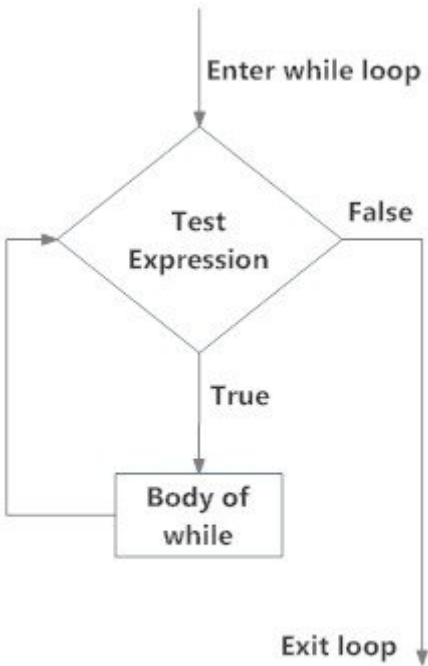 Enter while loop
Test
Expression
False
True
Body of
while
Exit loop